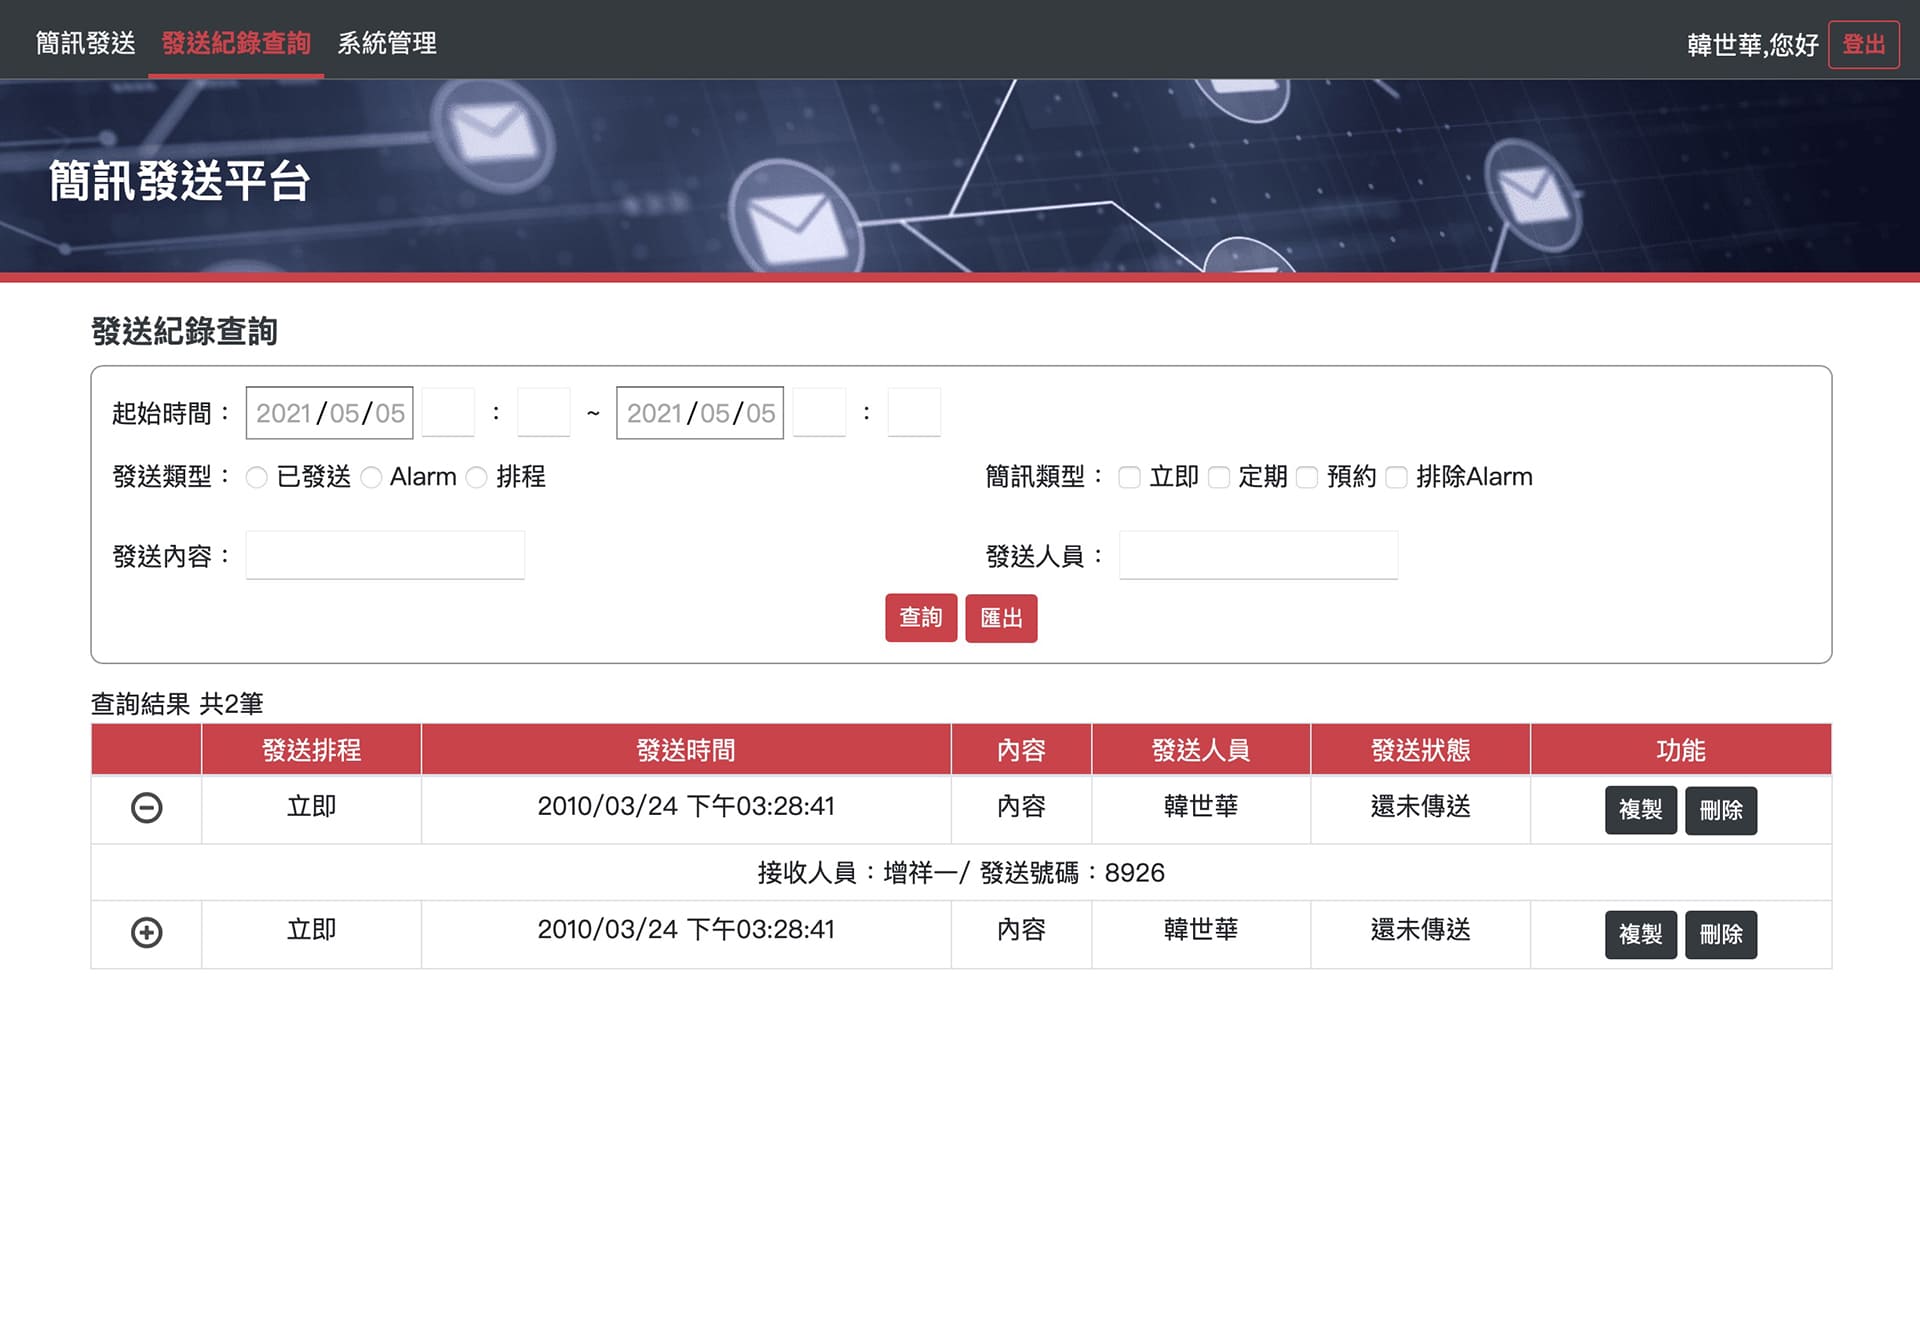 簡訊發送 發送紀錄查詢 系統管理 韓世華,您好 登出
簡訊發送平台
發送紀錄查詢
起始時間： 2021/05/05 : ~ 2021/05/05 :
發送類型： 已發送 Alarm 排程 簡訊類型： 立即 定期 預約 排除Alarm
發送內容： 發送人員：
查詢 匯出
查詢結果 共2筆
發送排程 發送時間 內容 發送人員 發送狀態 功能
立即 2010/03/24 下午03:28:41 內容 韓世華 還未傳送 複製 刪除
接收人員：增祥一/ 發送號碼：8926
立即 2010/03/24 下午03:28:41 內容 韓世華 還未傳送 複製 刪除